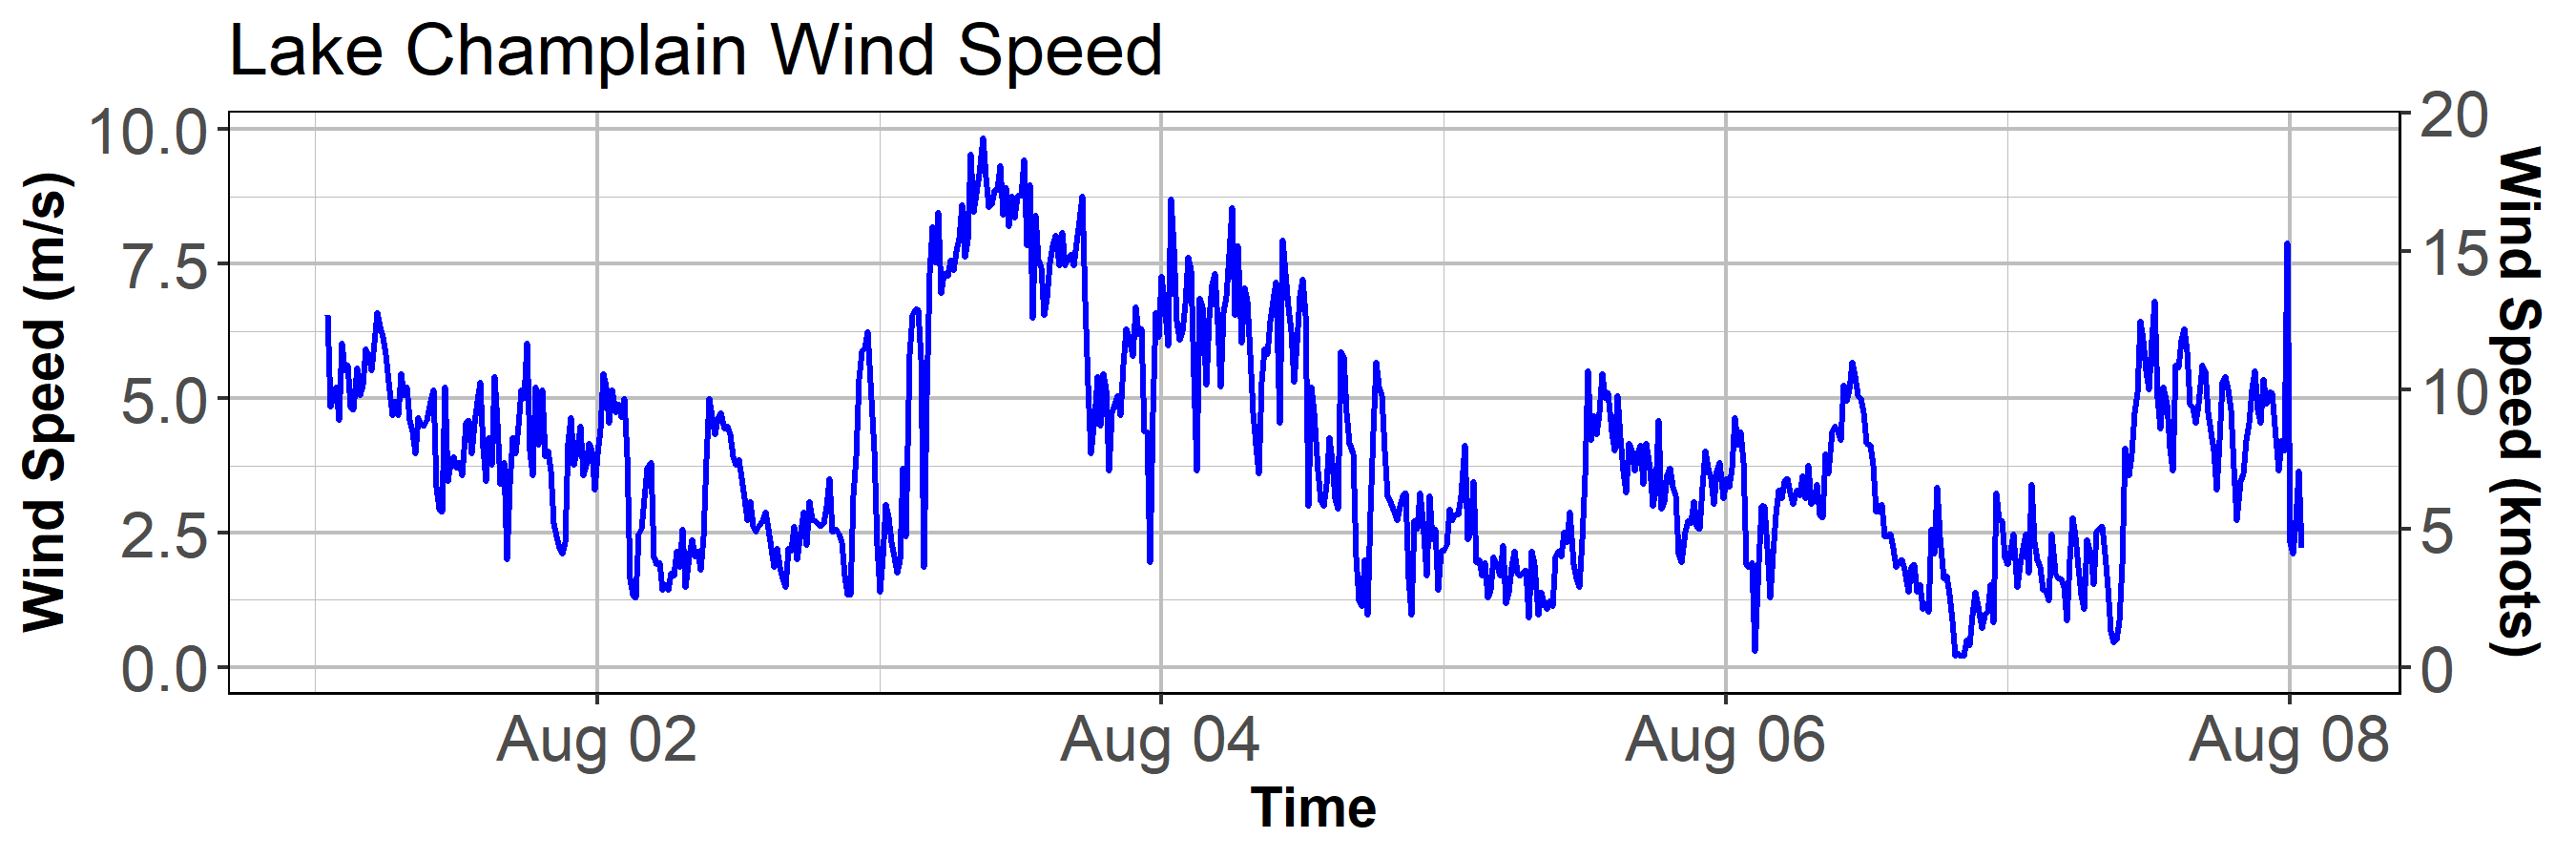 Lake Champlain Wind Speed
10.0
7.5
5.0
2.5
0.0
Wind Speed (m/s)
20
15
10
5
0
Wind Speed (knots)
Aug 02 Aug 04 Aug 06 Aug 08
Time